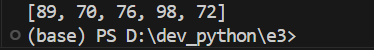 [89, 70, 76, 98, 72]
(base) PS D:\dev_python\e3>